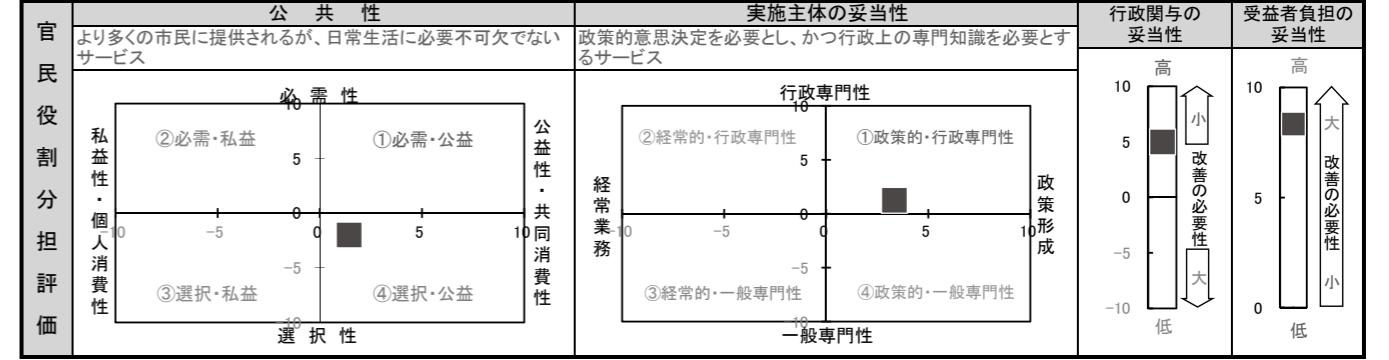 官民役割分担評価
公共性
より多くの市民に提供されるが、日常生活に必要不可欠でない
サービス
必需性
②必需・私益
①必需・公益
③選択・私益
④選択・公益
私益性・個人消費性
公益性・共同消費性
選択性
10
5
0
-5
-10
-10
-5
0
5
10
実施主体の妥当性
政策的意思決定を必要とし、かつ行政上の専門知識を必要とす
るサービス
行政専門性
②経常的・行政専門性
①政策的・行政専門性
③経常的・一般専門性
④政策的・一般専門性
経常業務
政策形成
一般専門性
10
5
0
-5
-10
-10
-5
0
5
10
行政関与の
妥当性
高
10
5
0
-5
-10
低
小
改善の必要性
大
受益者負担の
妥当性
高
10
5
0
低
大
改善の必要性
小